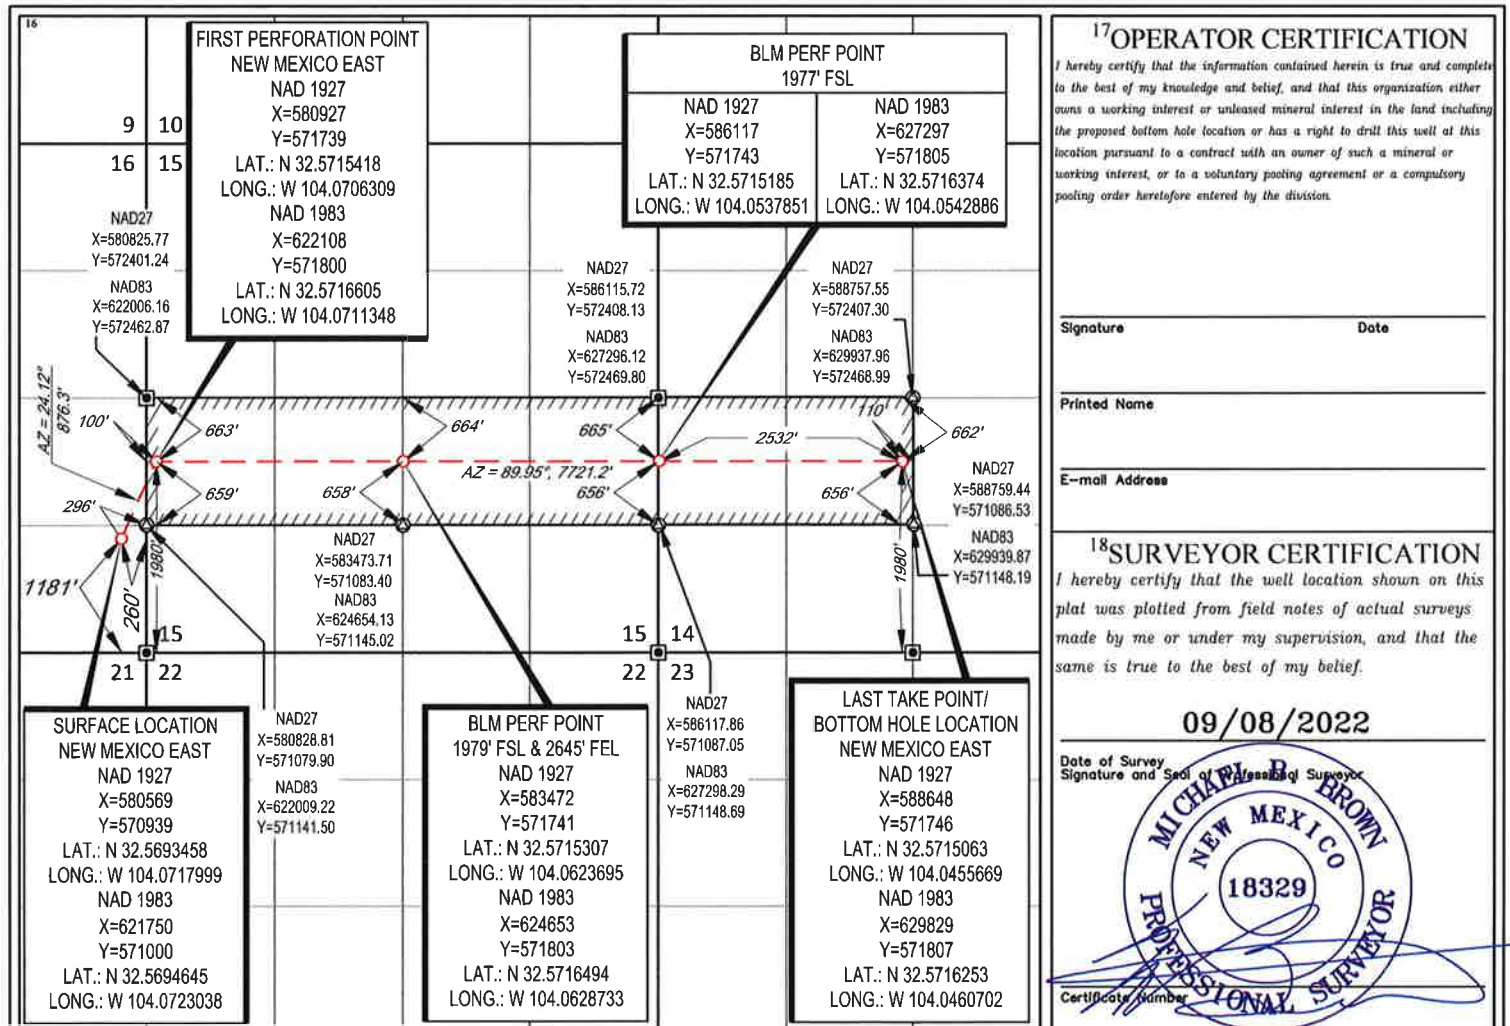 16
FIRST PERFORATION POINT
NEW MEXICO EAST
NAD 1927
X=580927
Y=571739
LAT.: N 32.5715418
LONG.: W 104.0706309
NAD 1983
X=622108
Y=571800
LAT.: N 32.5716605
LONG.: W 104.0711348
BLM PERF POINT
1977' FSL
NAD 1927
X=586117
Y=571743
LAT.: N 32.5715185
LONG.: W 104.0537851
NAD 1983
X=627297
Y=571805
LAT.: N 32.5716374
LONG.: W 104.0542886
9 10
16 15
NAD27
X=580825.77
Y=572401.24
NAD83
X=622006.16
Y=572462.87
NAD27
X=586115.72
Y=572408.13
NAD83
X=627296.12
Y=572469.80
NAD27
X=588757.55
Y=572407.30
NAD83
X=629937.96
Y=572468.99
AZ = 24.12°
876.3'
100'
663'
664'
665'
2532'
110'
662'
AZ = 89.95°, 7721.2'
296'
659'
658'
656'
656'
NAD27
X=588759.44
Y=571086.53
NAD83
X=629939.87
Y=571148.19
1181'
260'
1980'
1980'
NAD27
X=583473.71
Y=571083.40
NAD83
X=624654.13
Y=571145.02
15
21 22
15 14
22 23
SURFACE LOCATION
NEW MEXICO EAST
NAD 1927
X=580569
Y=570939
LAT.: N 32.5693458
LONG.: W 104.0717999
NAD 1983
X=621750
Y=571000
LAT.: N 32.5694645
LONG.: W 104.0723038
NAD27
X=580828.81
Y=571079.90
NAD83
X=622009.22
Y=571141.50
BLM PERF POINT
1979' FSL & 2645' FEL
NAD 1927
X=583472
Y=571741
LAT.: N 32.5715307
LONG.: W 104.0623695
NAD 1983
X=624653
Y=571803
LAT.: N 32.5716494
LONG.: W 104.0628733
NAD27
X=586117.86
Y=571087.05
NAD83
X=627298.29
Y=571148.69
LAST TAKE POINT/
BOTTOM HOLE LOCATION
NEW MEXICO EAST
NAD 1927
X=588648
Y=571746
LAT.: N 32.5715063
LONG.: W 104.0455669
NAD 1983
X=629829
Y=571807
LAT.: N 32.5716253
LONG.: W 104.0460702
17 OPERATOR CERTIFICATION
I hereby certify that the information contained herein is true and complete
to the best of my knowledge and belief, and that this organization either
owns a working interest or unleased mineral interest in the land including
the proposed bottom hole location or has a right to drill this well at this
location pursuant to a contract with an owner of such a mineral or
working interest, or to a voluntary pooling agreement or a compulsory
pooling order heretofore entered by the division.
Signature Date
Printed Name
E-mail Address
18 SURVEYOR CERTIFICATION
I hereby certify that the well location shown on this
plat was plotted from field notes of actual surveys
made by me or under my supervision, and that the
same is true to the best of my belief.
09/08/2022
Date of Survey
Signature and Seal of Professional Surveyor
MICHAEL B BROWN
NEW MEXICO
18329
PROFESSIONAL SURVEYOR
Certificate Number